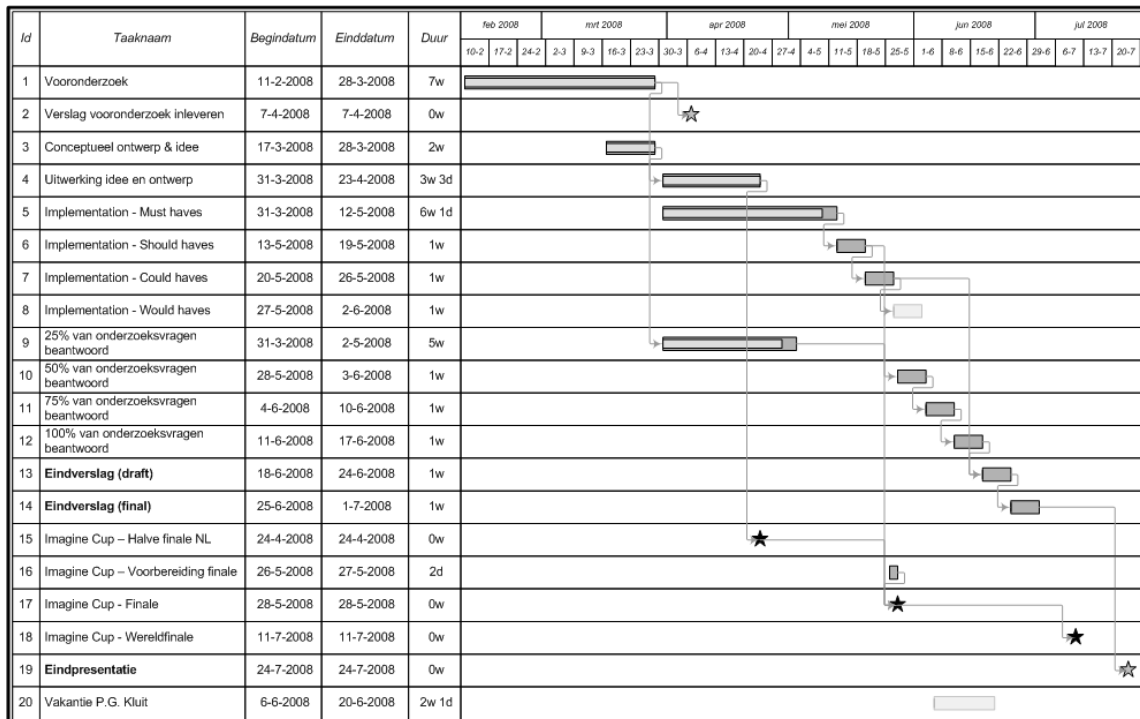 Id Taaknaam Begindatum Einddatum Duur feb 2008 mrt 2008 apr 2008 mei 2008 jun 2008 jul 2008
10-2 17-2 24-2 2-3 9-3 16-3 23-3 30-3 6-4 13-4 20-4 27-4 4-5 11-5 18-5 25-5 1-6 8-6 15-6 22-6 29-6 6-7 13-7 20-7
1 Vooronderzoek 11-2-2008 28-3-2008 7w
2 Verslag vooronderzoek inleveren 7-4-2008 7-4-2008 0w
3 Conceptueel ontwerp & idee 17-3-2008 28-3-2008 2w
4 Uitwerking idee en ontwerp 31-3-2008 23-4-2008 3w 3d
5 Implementation - Must haves 31-3-2008 12-5-2008 6w 1d
6 Implementation - Should haves 13-5-2008 19-5-2008 1w
7 Implementation - Could haves 20-5-2008 26-5-2008 1w
8 Implementation - Would haves 27-5-2008 2-6-2008 1w
9 25% van onderzoeksvragen beantwoord 31-3-2008 2-5-2008 5w
10 50% van onderzoeksvragen beantwoord 28-5-2008 3-6-2008 1w
11 75% van onderzoeksvragen beantwoord 4-6-2008 10-6-2008 1w
12 100% van onderzoeksvragen beantwoord 11-6-2008 17-6-2008 1w
13 Eindverslag (draft) 18-6-2008 24-6-2008 1w
14 Eindverslag (final) 25-6-2008 1-7-2008 1w
15 Imagine Cup – Halve finale NL 24-4-2008 24-4-2008 0w
16 Imagine Cup – Voorbereiding finale 26-5-2008 27-5-2008 2d
17 Imagine Cup - Finale 28-5-2008 28-5-2008 0w
18 Imagine Cup - Wereldfinale 11-7-2008 11-7-2008 0w
19 Eindpresentatie 24-7-2008 24-7-2008 0w
20 Vakantie P.G. Kluit 6-6-2008 20-6-2008 2w 1d